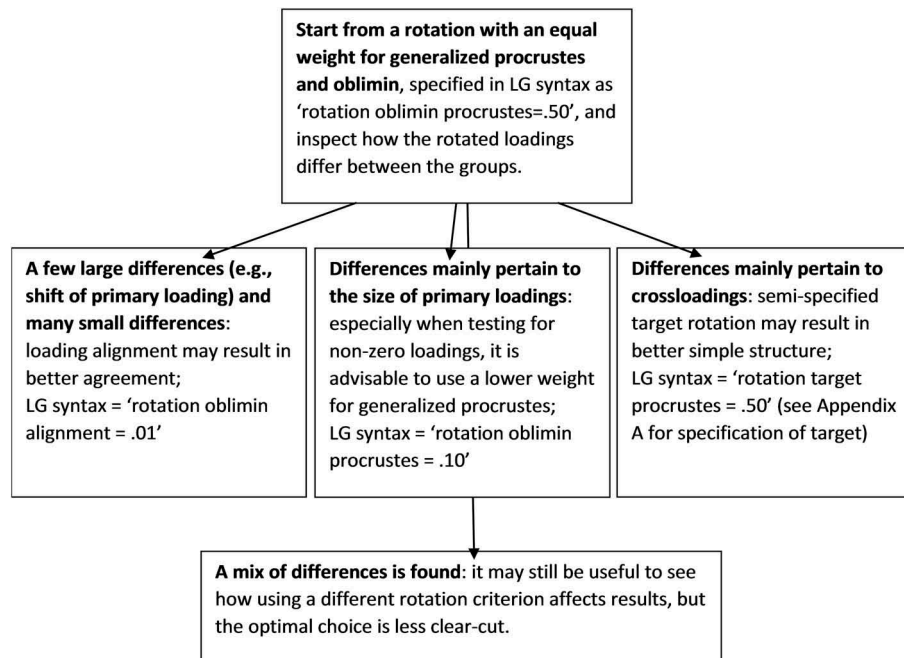 Start from a rotation with an equal
weight for generalized procrustes
and oblimin, specified in LG syntax as
‘rotation oblimin procrustes=.50’, and
inspect how the rotated loadings
differ between the groups.
A few large differences (e.g.,
shift of primary loading) and
many small differences:
loading alignment may result in
better agreement;
LG syntax = ‘rotation oblimin
alignment = .01’
Differences mainly pertain to
the size of primary loadings:
especially when testing for
non-zero loadings, it is
advisable to use a lower weight
for generalized procrustes;
LG syntax = ‘rotation oblimin
procrustes = .10’
Differences mainly pertain to
crossloadings: semi-specified
target rotation may result in
better simple structure;
LG syntax = ‘rotation target
procrustes = .50’ (see Appendix
A for specification of target)
A mix of differences is found: it may still be useful to see
how using a different rotation criterion affects results, but
the optimal choice is less clear-cut.